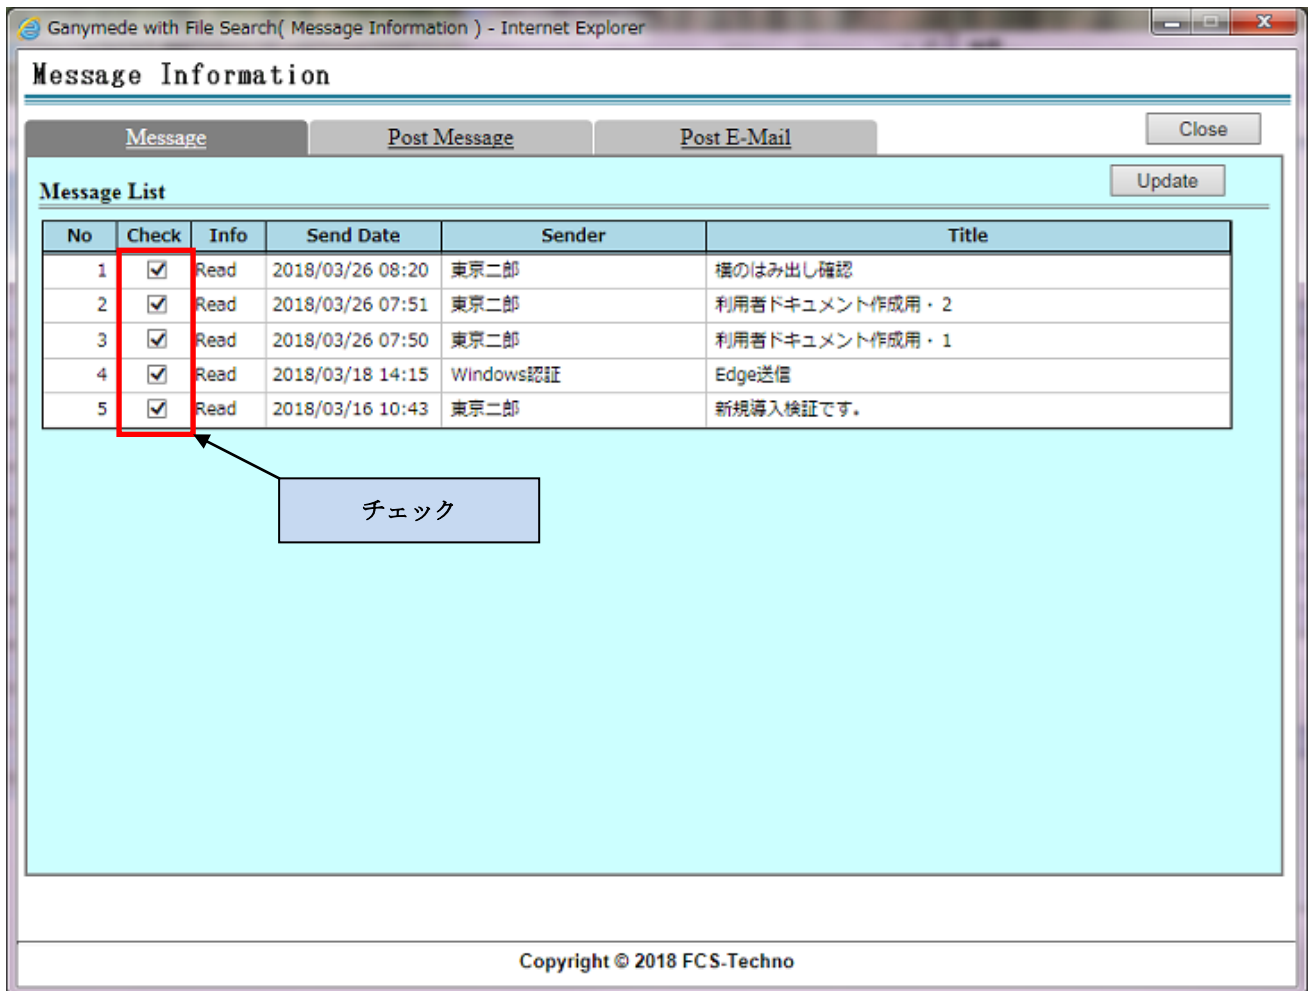 Ganymede with File Search( Message Information ) - Internet Explorer
Message Information
Message Post Message Post E-Mail Close
Message List Update
No Check Info Send Date Sender Title
1 Read 2018/03/26 08:20 東京二郎 横のはみ出し確認
2 Read 2018/03/26 07:51 東京二郎 利用者ドキュメント作成用・2
3 Read 2018/03/26 07:50 東京二郎 利用者ドキュメント作成用・1
4 Read 2018/03/18 14:15 Windows認証 Edge送信
5 Read 2018/03/16 10:43 東京二郎 新規導入検証です。
チェック
Copyright © 2018 FCS-Techno